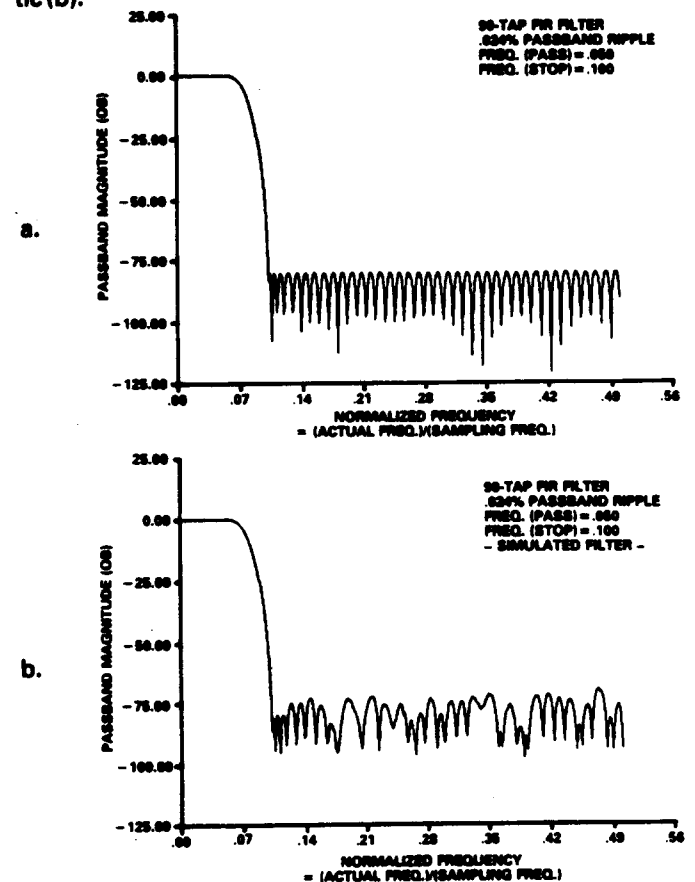 tic (b).
a.
PASSBAND MAGNITUDE (DB)
25.00
0.00
-25.00
-50.00
-75.00
-100.00
-125.00
FIR FILTER
PASSBAND RIPPLE
FREQ. (PASS) =
FREQ. (STOP) = .100
.00 .07 .14 .21 .28 .35 .42 .49 .56
NORMALIZED FREQUENCY
= (ACTUAL FREQ.)/(SAMPLING FREQ.)
b.
PASSBAND MAGNITUDE (DB)
25.00
0.00
-25.00
-50.00
-75.00
-100.00
-125.00
FIR FILTER
PASSBAND RIPPLE
FREQ. (PASS) =
FREQ. (STOP) = .100
- SIMULATED FILTER -
.00 .07 .14 .21 .28 .35 .42 .49 .56
NORMALIZED FREQUENCY
= (ACTUAL FREQ.)/(SAMPLING FREQ.)